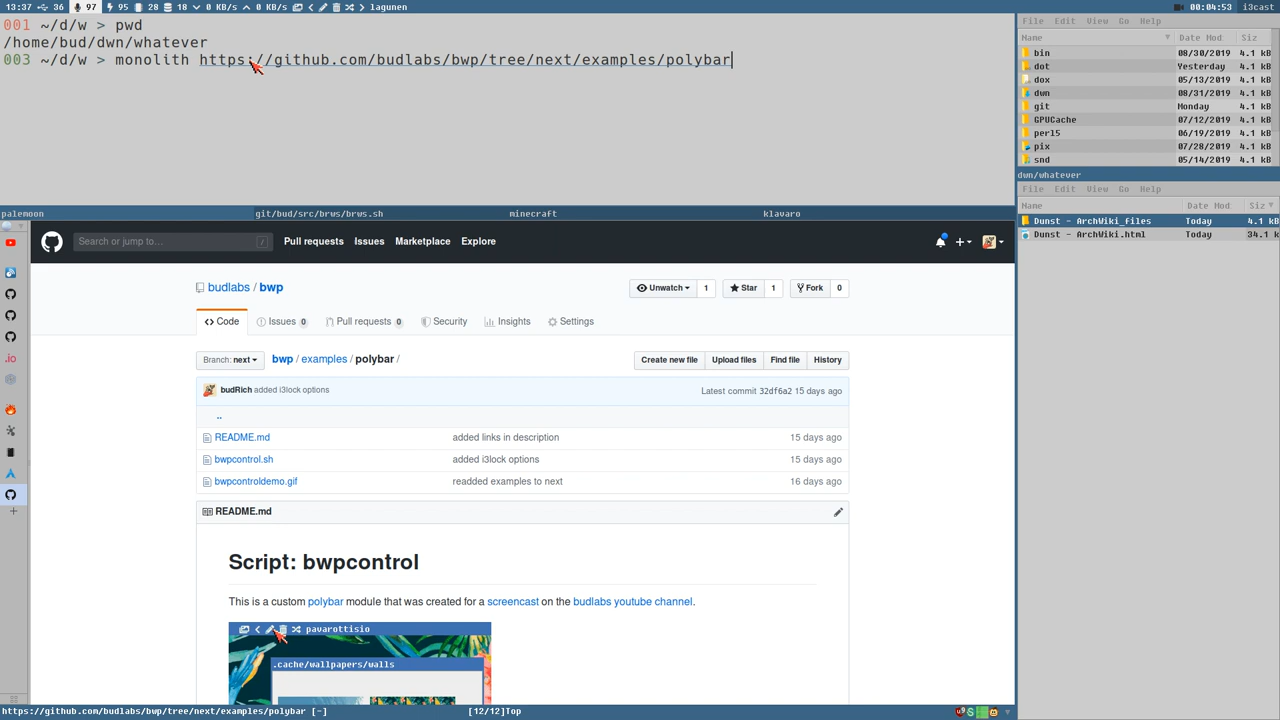 13:37 36 97 95 28 18 0 KB/s 0 KB/s lagunen 00:04:53 i3cast
001 ~/d/w > pwd
/home/bud/dwn/whatever
003 ~/d/w > monolith https://github.com/budlabs/bwp/tree/next/examples/polybar
File Edit View Go Help
Name Date Mod Siz
bin 08/30/2019 4.1 kB
dot Yesterday 4.1 kB
dox 05/13/2019 4.1 kB
dwn 08/31/2019 4.1 kB
git Monday 4.1 kB
GPUCache 07/12/2019 4.1 kB
perl5 06/19/2019 4.1 kB
pix 07/28/2019 4.1 kB
snd 05/14/2019 4.1 kB
dwn/whatever
File Edit View Go Help
Name Date Mod Siz
Dunst - ArchWiki_files Today 4.1 kB
Dunst - ArchWiki.html Today 34.1 k
palemoon git/bud/src/brws/brws.sh minecraft klavaro
Search or jump to… / Pull requests Issues Marketplace Explore
budlabs / bwp Unwatch 1 Star 1 Fork 0
Code Issues 0 Pull requests 0 Security Insights Settings
Branch: next bwp / examples / polybar / Create new file Upload files Find file History
budRich added i3lock options Latest commit 32df6a2 15 days ago
..
README.md added links in description 15 days ago
bwpcontrol.sh added i3lock options 15 days ago
bwpcontroldemo.gif readded examples to next 16 days ago
README.md
Script: bwpcontrol
This is a custom polybar module that was created for a screencast on the budlabs youtube channel.
pavarottisio
.cache/wallpapers/walls
.io
https://github.com/budlabs/bwp/tree/next/examples/polybar [-] [12/12]Top